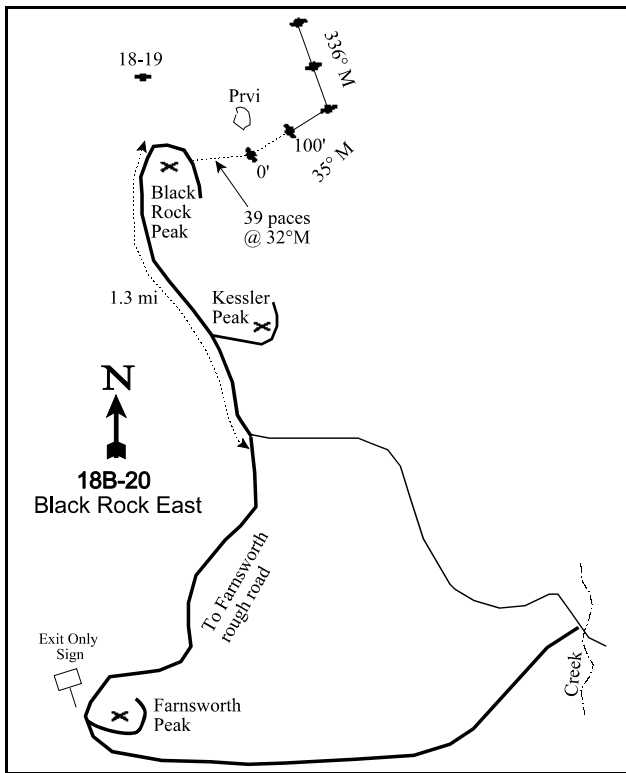 336° M
18-19
Prvi
100'
35° M
0'
Black
Rock
Peak
39 paces
@ 32°M
1.3 mi
Kessler
Peak
N
18B-20
Black Rock East
To Farnsworth
rough road
Exit Only
Sign
Farnsworth
Peak
Creek